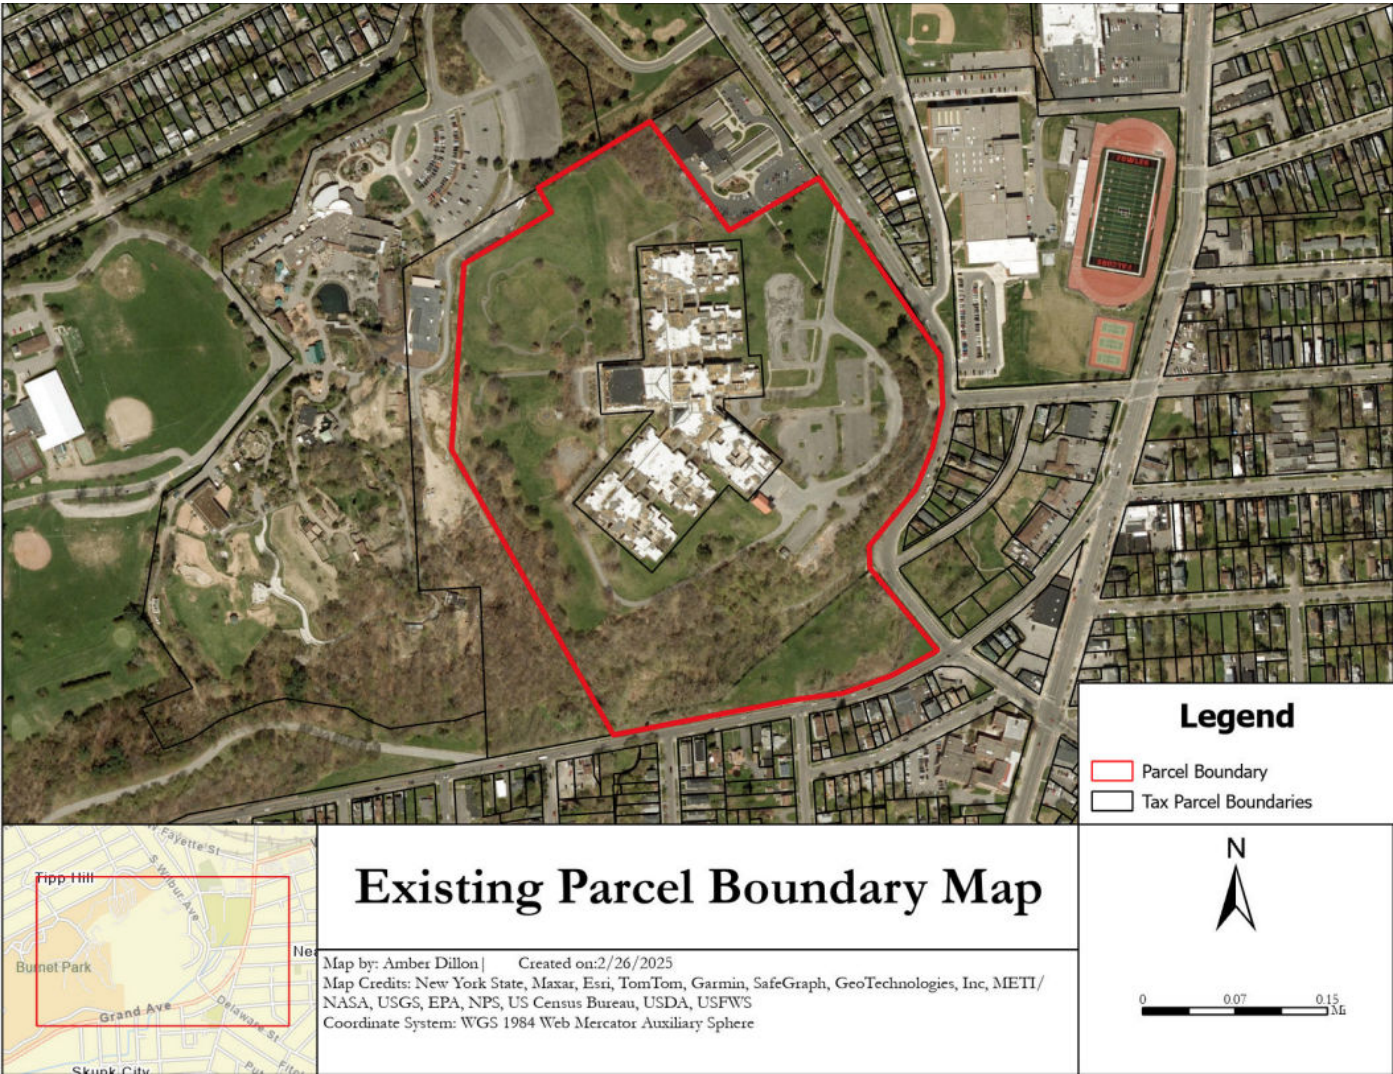 FOWLER
FALCONS
Legend
Parcel Boundary
Tax Parcel Boundaries
W Fayette St
S Wilbur Ave
Tipp Hill
Burnet Park
Grand Ave
Delaware St
Skunk City
Existing Parcel Boundary Map
Map by: Amber Dillon| Created on:2/26/2025
Map Credits: New York State, Maxar, Esri, TomTom, Garmin, SafeGraph, GeoTechnologies, Inc, METI/
NASA, USGS, EPA, NPS, US Census Bureau, USDA, USFWS
Coordinate System: WGS 1984 Web Mercator Auxiliary Sphere
N
0 0.07 0.15
Mi